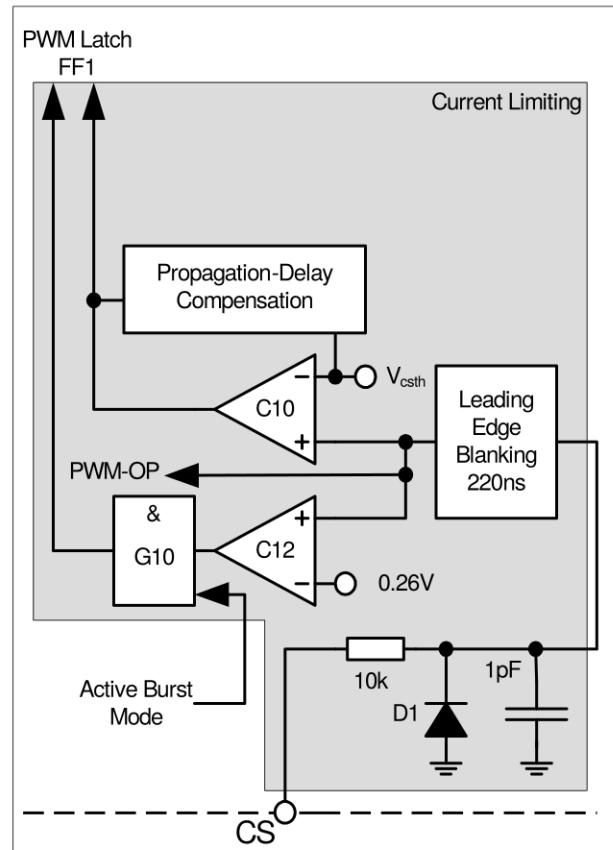 PWM Latch
FF1
Current Limiting
Propagation-Delay
Compensation
Vcsth
C10
Leading
Edge
Blanking
220ns
PWM-OP
&
G10
C12
0.26V
10k
1pF
D1
Active Burst
Mode
CS